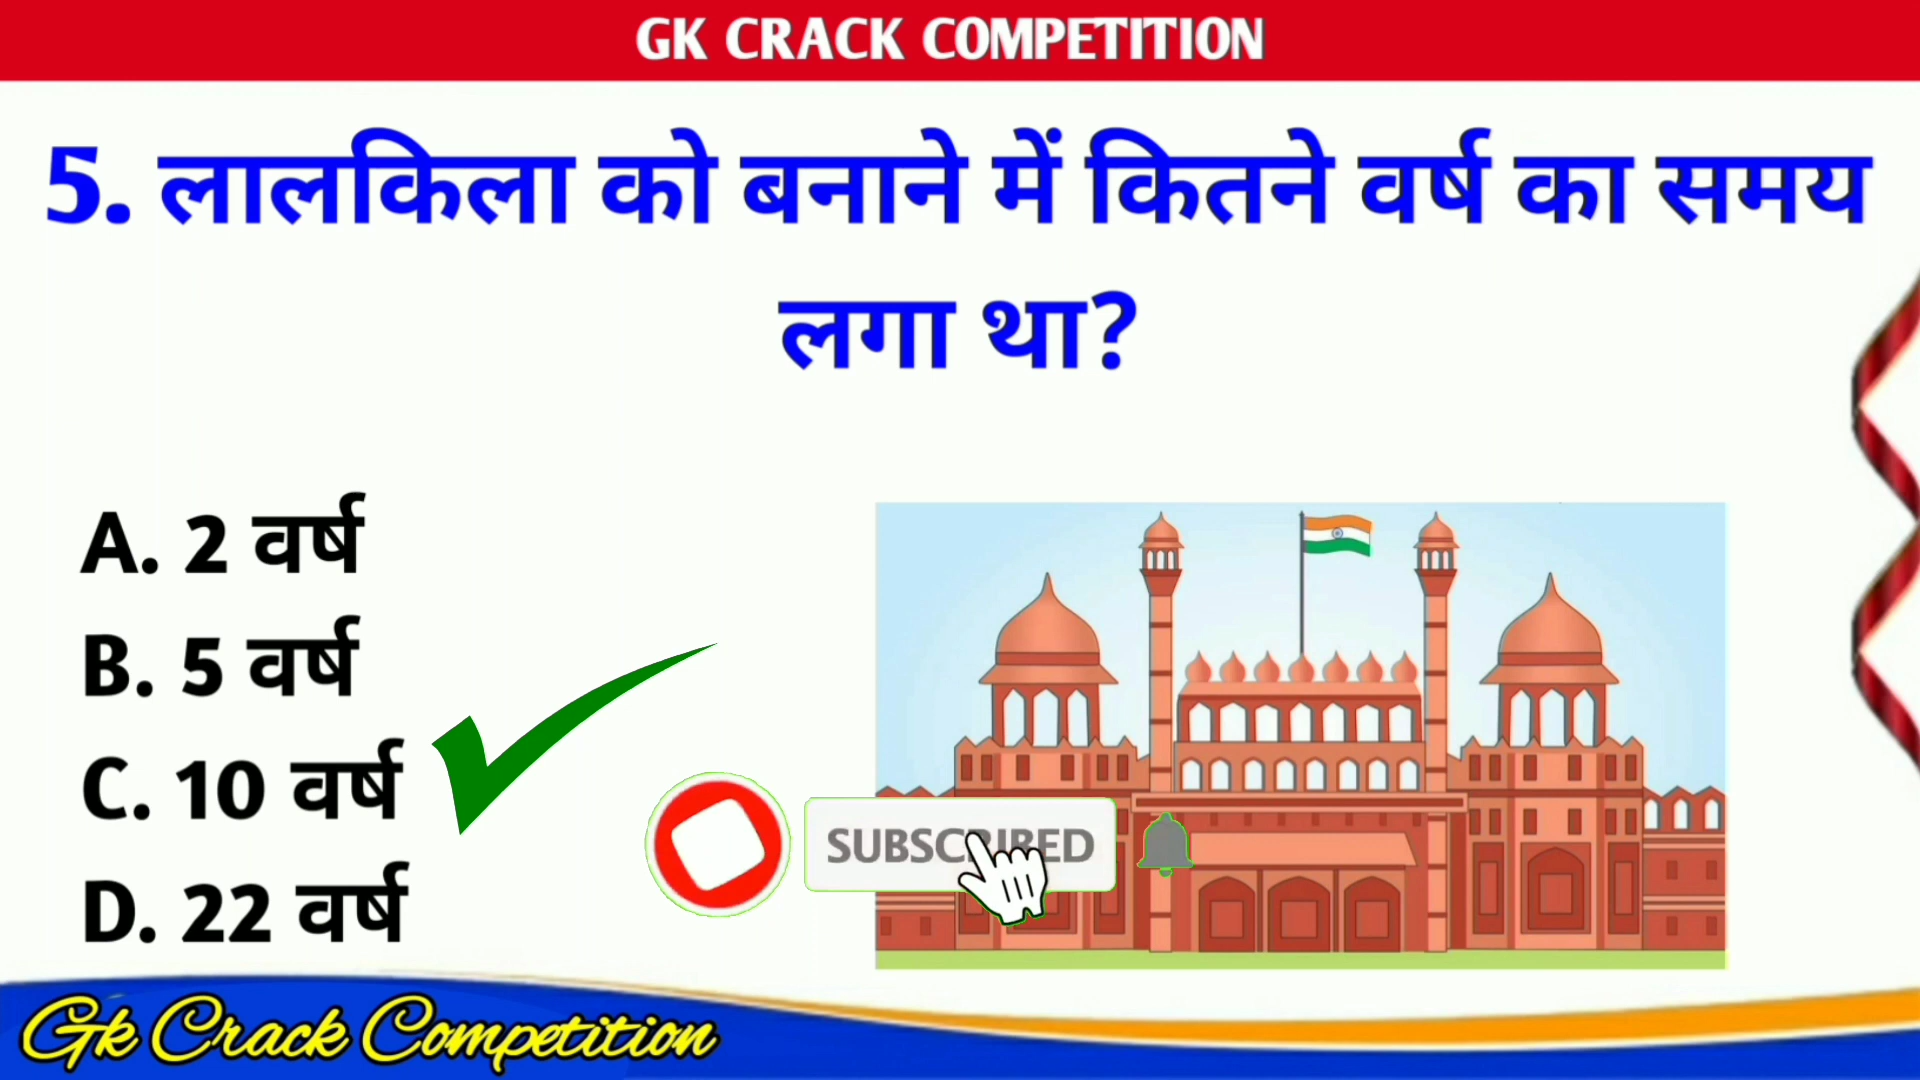 GK CRACK COMPETITION
5. लालकिला को बनाने में कितने वर्ष का समय
लगा था?
A. 2 वर्ष
B. 5 वर्ष
C. 10 वर्ष
D. 22 वर्ष
SUBSCRIBED
Gk Crack Competition